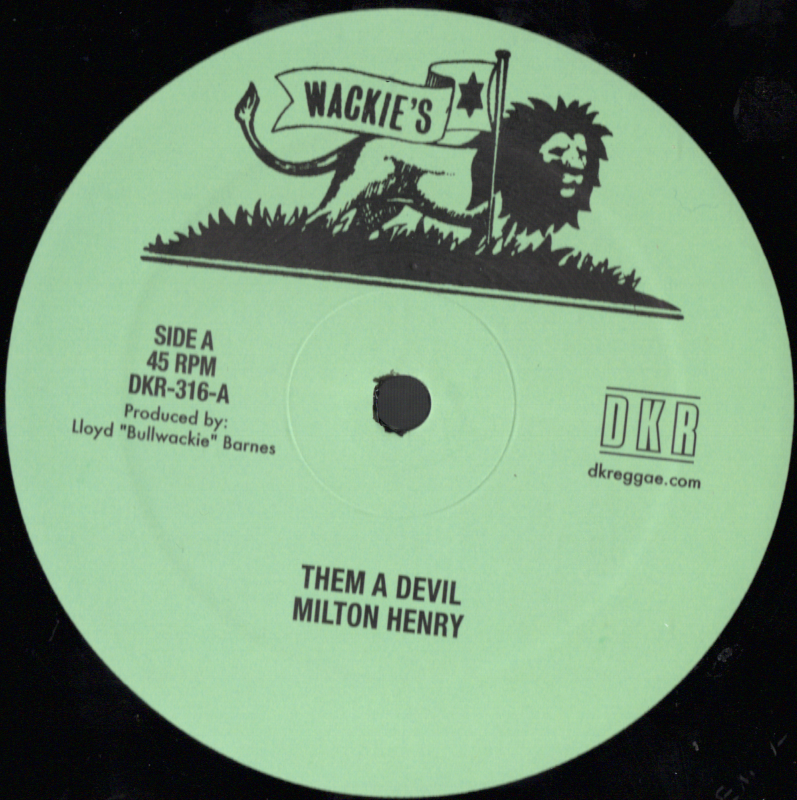 WACKIE'S
SIDE A
45 RPM
DKR-316-A
Produced by:
Lloyd "Bullwackie" Barnes
DKR
dkreggae.com
THEM A DEVIL
MILTON HENRY